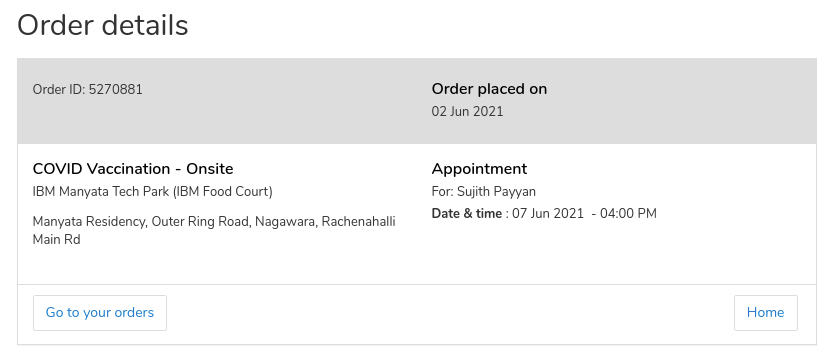 Order details
Order ID: 5270881
Order placed on
02 Jun 2021
COVID Vaccination - Onsite
IBM Manyata Tech Park (IBM Food Court)
Manyata Residency, Outer Ring Road, Nagawara, Rachenahalli
Main Rd
Appointment
For: Sujith Payyan
Date & time : 07 Jun 2021 - 04:00 PM
Go to your orders
Home